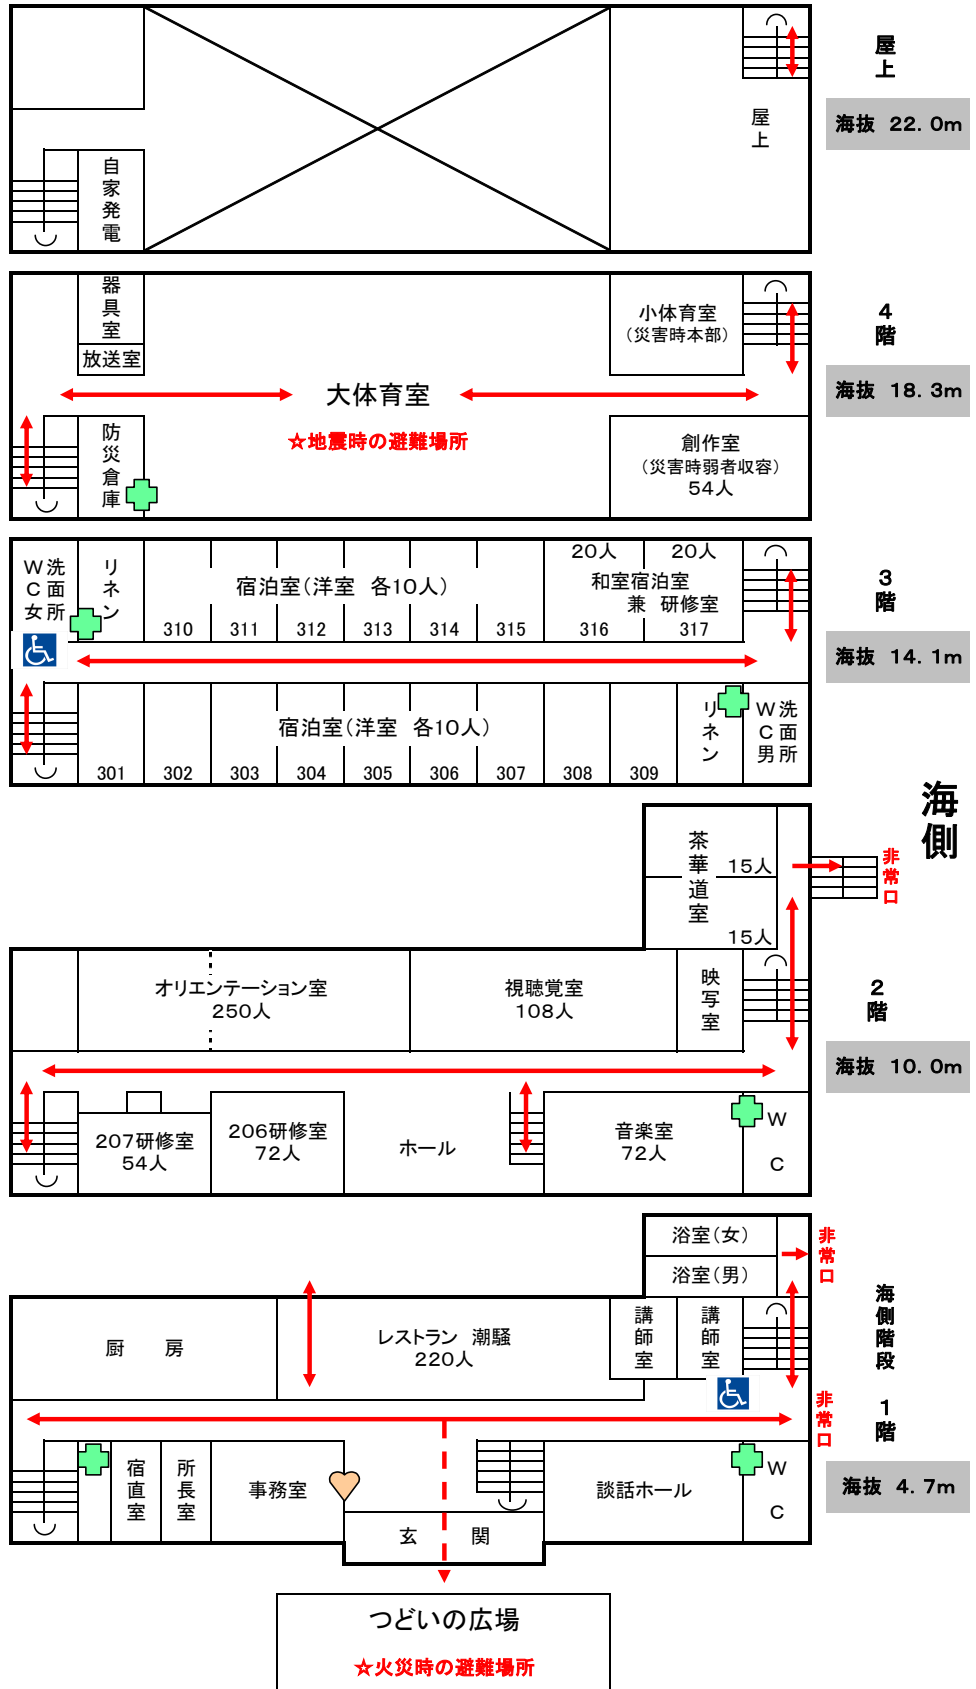 屋上
海抜 22.0m
屋上
自家発電
器具室
放送室
小体育室
(災害時本部)
4階
海抜 18.3m
大体育室
☆地震時の避難場所
防災倉庫
創作室
(災害時弱者収容)
54人
洗面所
WC女
リネン
宿泊室(洋室 各10人)
20人 20人
和室宿泊室
兼 研修室
310 311 312 313 314 315 316 317
3階
海抜 14.1m
宿泊室(洋室 各10人)
リネン
洗面所
WC男
301 302 303 304 305 306 307 308 309
海側
茶華道室
15人
15人
非常口
オリエンテーション室
250人
視聴覚室
108人
映写室
2階
海抜 10.0m
207研修室
54人
206研修室
72人
ホール
音楽室
72人
WC
浴室(女)
浴室(男)
非常口
厨 房
レストラン 潮騒
220人
講師室
講師室
海側階段
非常口
1階
海抜 4.7m
宿直室
所長室
事務室
談話ホール
WC
玄 関
つどいの広場
☆火災時の避難場所